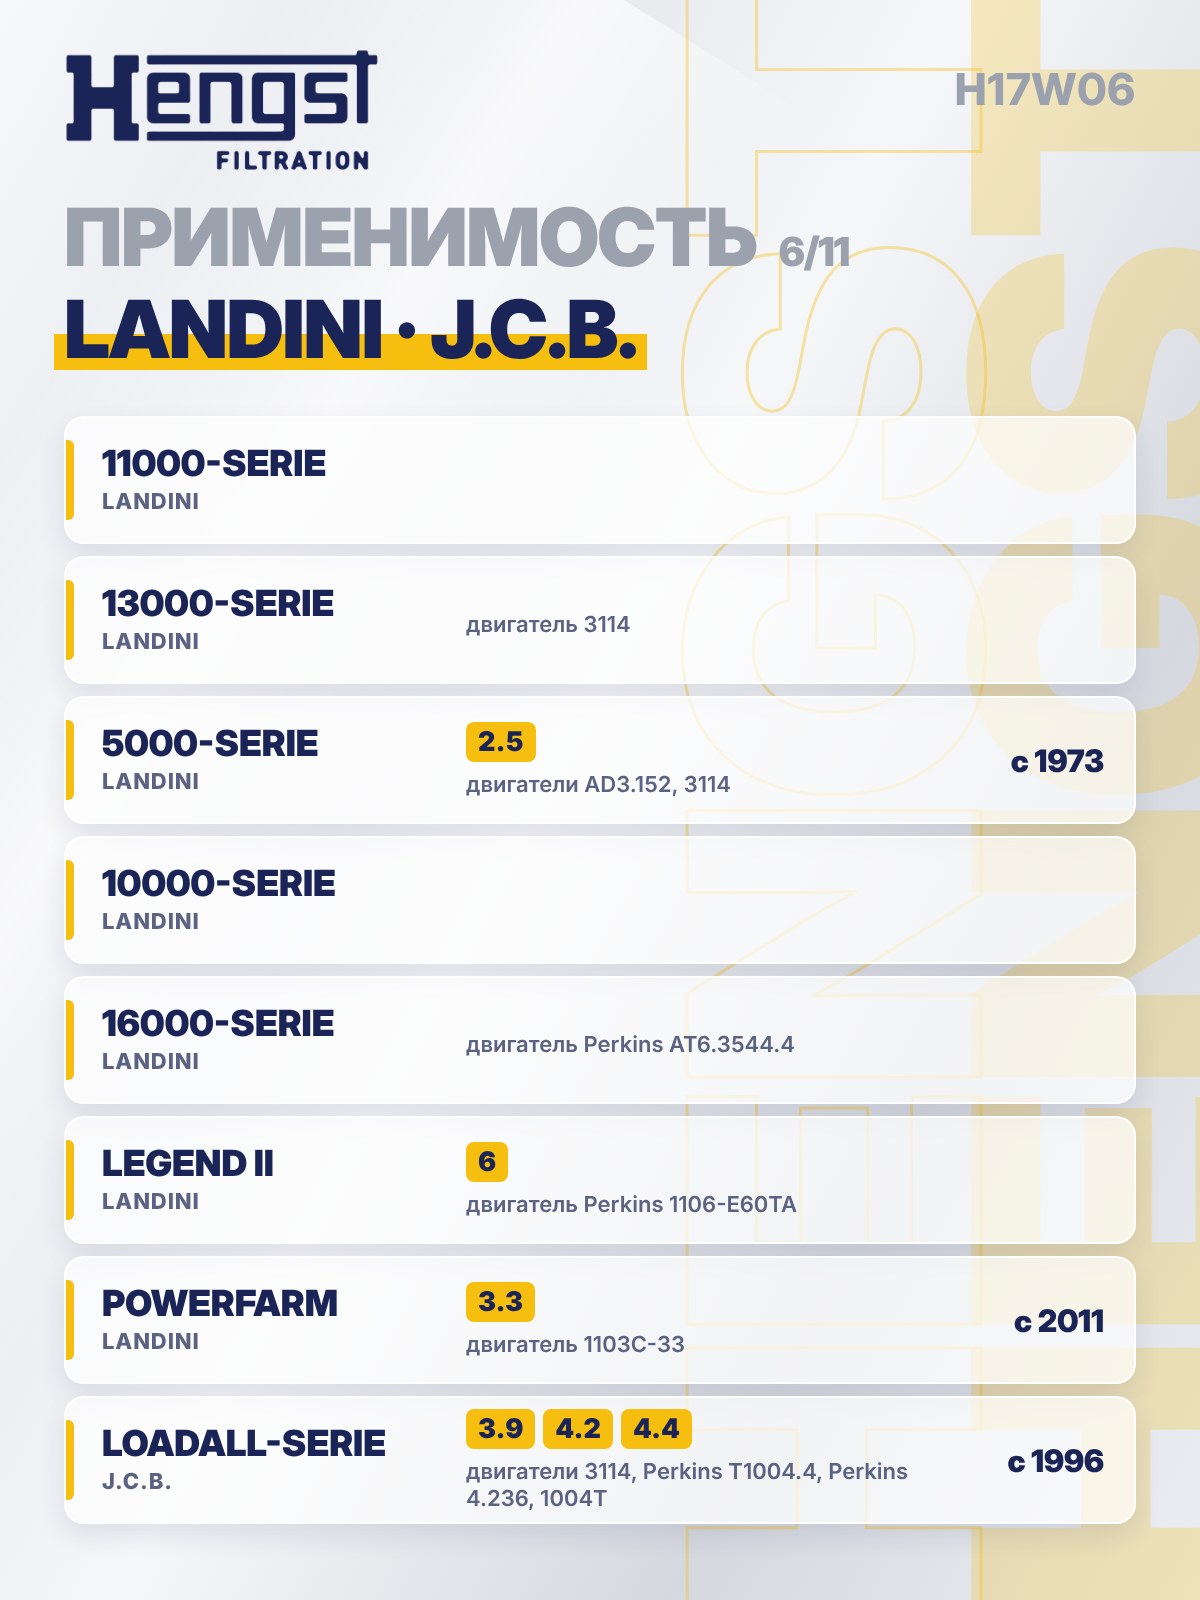 Hengst
FILTRATION
H17W06
ПРИМЕНИМОСТЬ 6/11
LANDINI · J.C.B.
11000-SERIE
LANDINI
13000-SERIE
LANDINI
двигатель 3114
5000-SERIE
LANDINI
2.5
двигатели AD3.152, 3114
с 1973
10000-SERIE
LANDINI
16000-SERIE
LANDINI
двигатель Perkins AT6.3544.4
LEGEND II
LANDINI
6
двигатель Perkins 1106-E60TA
POWERFARM
LANDINI
3.3
двигатель 1103C-33
с 2011
LOADALL-SERIE
J.C.B.
3.9 4.2 4.4
двигатели 3114, Perkins T1004.4, Perkins
4.236, 1004T
с 1996
HENGST
HENGST